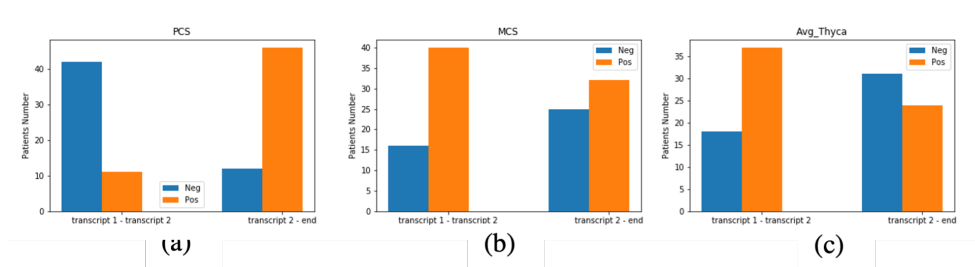 PCS
Patients Number
40
30
20
10
0
Neg
Pos
transcript 1 - transcript 2
transcript 2 - end
(a)
MCS
Patients Number
40
35
30
25
20
15
10
5
0
Neg
Pos
transcript 1 - transcript 2
transcript 2 - end
(b)
Avg_Thyca
Patients Number
35
30
25
20
15
10
5
0
Neg
Pos
transcript 1 - transcript 2
transcript 2 - end
(c)